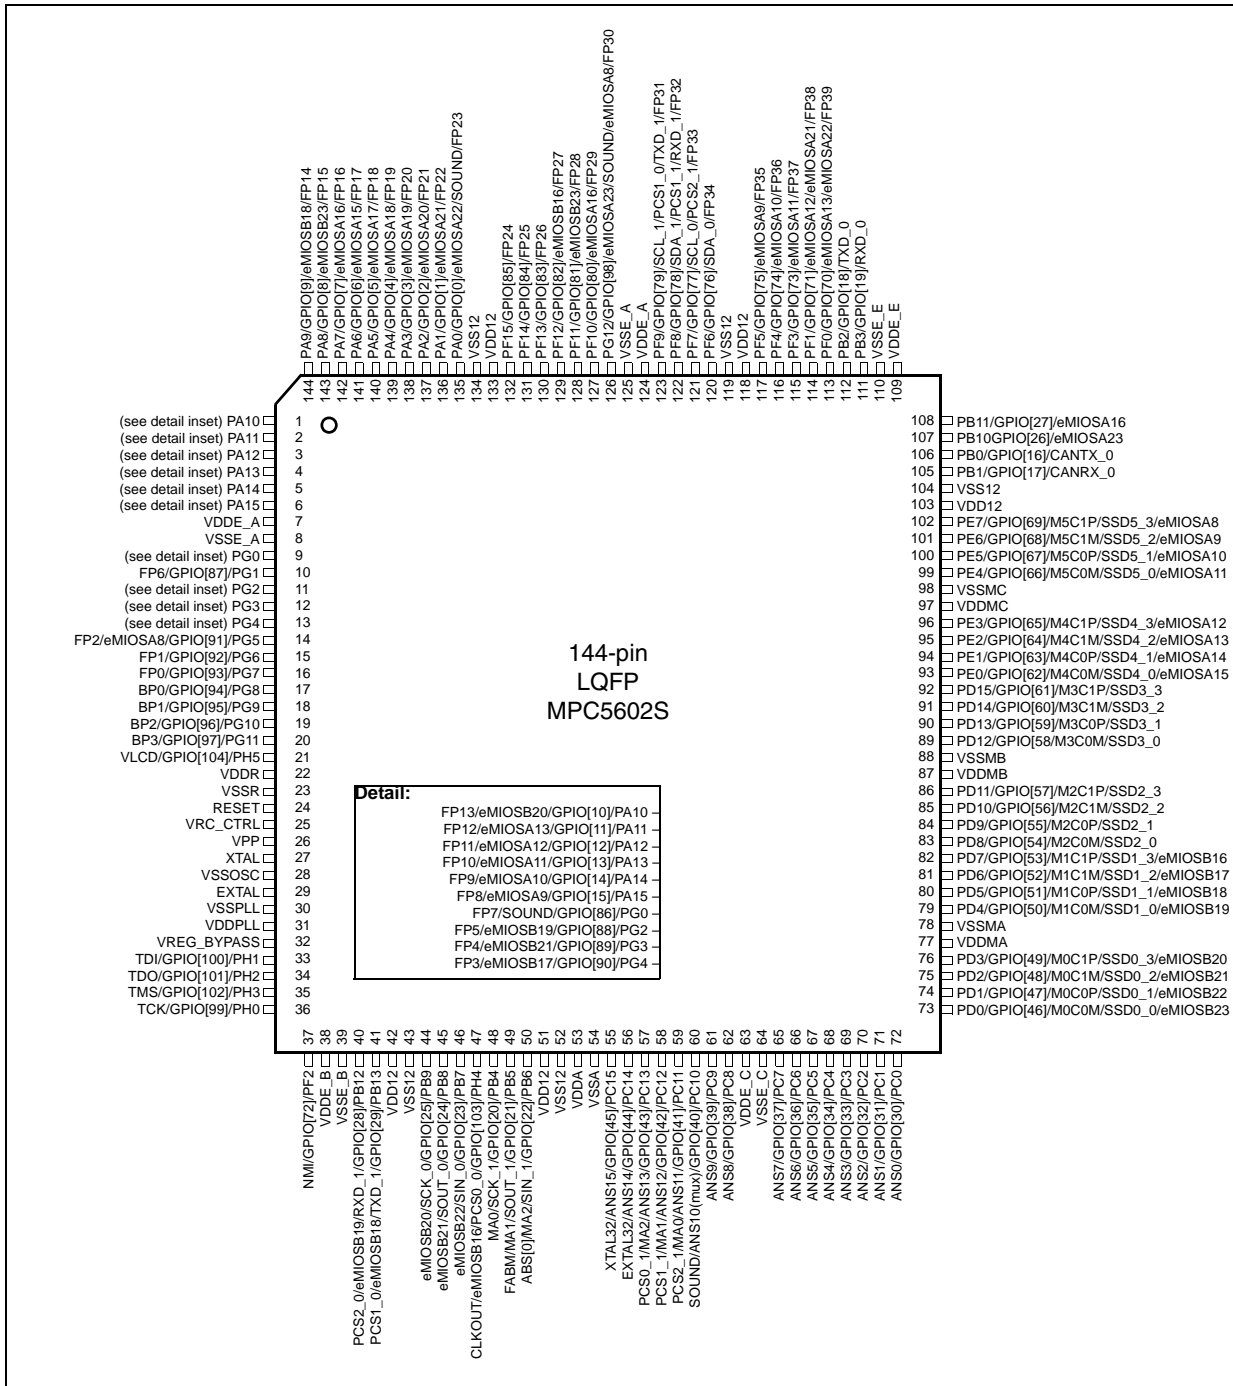 PA9/GPIO[9]/eMIOSB18/FP14
PA8/GPIO[8]/eMIOSB23/FP15
PA7/GPIO[7]/eMIOSA16/FP16
PA6/GPIO[6]/eMIOSA15/FP17
PA5/GPIO[5]/eMIOSA17/FP18
PA4/GPIO[4]/eMIOSA18/FP19
PA3/GPIO[3]/eMIOSA19/FP20
PA2/GPIO[2]/eMIOSA20/FP21
PA1/GPIO[1]/eMIOSA21/FP22
PA0/GPIO[0]/eMIOSA22/SOUND/FP23
VSS12
VDD12
PF15/GPIO[85]/FP24
PF14/GPIO[84]/FP25
PF13/GPIO[83]/FP26
PF12/GPIO[82]/eMIOSB16/FP27
PF11/GPIO[81]/eMIOSB23/FP28
PF10/GPIO[80]/eMIOSA16/FP29
PG12/GPIO[98]/eMIOSA23/SOUND/eMIOSA8/FP30
VSSE_A
VDDE_A
PF9/GPIO[79]/SCL_1/PCS1_0/TXD_1/FP31
PF8/GPIO[78]/SDA_1/PCS1_1/RXD_1/FP32
PF7/GPIO[77]/SCL_0/PCS2_1/FP33
PF6/GPIO[76]/SDA_0/FP34
VSS12
VDD12
PF5/GPIO[75]/eMIOSA9/FP35
PF4/GPIO[74]/eMIOSA10/FP36
PF3/GPIO[73]/eMIOSA11/FP37
PF1/GPIO[71]/eMIOSA12/eMIOSA21/FP38
PF0/GPIO[70]/eMIOSA13/eMIOSA22/FP39
PB2/GPIO[18]/TXD_0
PB3/GPIO[19]/RXD_0
VSSE_E
VDDE_E
144
143
142
141
140
139
138
137
136
135
134
133
132
131
130
129
128
127
126
125
124
123
122
121
120
119
118
117
116
115
114
113
112
111
110
109
(see detail inset) PA10 1
(see detail inset) PA11 2
(see detail inset) PA12 3
(see detail inset) PA13 4
(see detail inset) PA14 5
(see detail inset) PA15 6
VDDE_A 7
VSSE_A 8
(see detail inset) PG0 9
FP6/GPIO[87]/PG1 10
(see detail inset) PG2 11
(see detail inset) PG3 12
(see detail inset) PG4 13
FP2/eMIOSA8/GPIO[91]/PG5 14
FP1/GPIO[92]/PG6 15
FP0/GPIO[93]/PG7 16
BP0/GPIO[94]/PG8 17
BP1/GPIO[95]/PG9 18
BP2/GPIO[96]/PG10 19
BP3/GPIO[97]/PG11 20
VLCD/GPIO[104]/PH5 21
VDDR 22
VSSR 23
RESET 24
VRC_CTRL 25
VPP 26
XTAL 27
VSSOSC 28
EXTAL 29
VSSPLL 30
VDDPLL 31
VREG_BYPASS 32
TDI/GPIO[100]/PH1 33
TDO/GPIO[101]/PH2 34
TMS/GPIO[102]/PH3 35
TCK/GPIO[99]/PH0 36
144-pin
LQFP
MPC5602S
Detail:
FP13/eMIOSB20/GPIO[10]/PA10
FP12/eMIOSA13/GPIO[11]/PA11
FP11/eMIOSA12/GPIO[12]/PA12
FP10/eMIOSA11/GPIO[13]/PA13
FP9/eMIOSA10/GPIO[14]/PA14
FP8/eMIOSA9/GPIO[15]/PA15
FP7/SOUND/GPIO[86]/PG0
FP5/eMIOSB19/GPIO[88]/PG2
FP4/eMIOSB21/GPIO[89]/PG3
FP3/eMIOSB17/GPIO[90]/PG4
108 PB11/GPIO[27]/eMIOSA16
107 PB10GPIO[26]/eMIOSA23
106 PB0/GPIO[16]/CANTX_0
105 PB1/GPIO[17]/CANRX_0
104 VSS12
103 VDD12
102 PE7/GPIO[69]/M5C1P/SSD5_3/eMIOSA8
101 PE6/GPIO[68]/M5C1M/SSD5_2/eMIOSA9
100 PE5/GPIO[67]/M5C0P/SSD5_1/eMIOSA10
99 PE4/GPIO[66]/M5C0M/SSD5_0/eMIOSA11
98 VSSMC
97 VDDMC
96 PE3/GPIO[65]/M4C1P/SSD4_3/eMIOSA12
95 PE2/GPIO[64]/M4C1M/SSD4_2/eMIOSA13
94 PE1/GPIO[63]/M4C0P/SSD4_1/eMIOSA14
93 PE0/GPIO[62]/M4C0M/SSD4_0/eMIOSA15
92 PD15/GPIO[61]/M3C1P/SSD3_3
91 PD14/GPIO[60]/M3C1M/SSD3_2
90 PD13/GPIO[59]/M3C0P/SSD3_1
89 PD12/GPIO[58/M3C0M/SSD3_0
88 VSSMB
87 VDDMB
86 PD11/GPIO[57]/M2C1P/SSD2_3
85 PD10/GPIO[56]/M2C1M/SSD2_2
84 PD9/GPIO[55]/M2C0P/SSD2_1
83 PD8/GPIO[54]/M2C0M/SSD2_0
82 PD7/GPIO[53]/M1C1P/SSD1_3/eMIOSB16
81 PD6/GPIO[52]/M1C1M/SSD1_2/eMIOSB17
80 PD5/GPIO[51]/M1C0P/SSD1_1/eMIOSB18
79 PD4/GPIO[50]/M1C0M/SSD1_0/eMIOSB19
78 VSSMA
77 VDDMA
76 PD3/GPIO[49]/M0C1P/SSD0_3/eMIOSB20
75 PD2/GPIO[48]/M0C1M/SSD0_2/eMIOSB21
74 PD1/GPIO[47]/M0C0P/SSD0_1/eMIOSB22
73 PD0/GPIO[46]/M0C0M/SSD0_0/eMIOSB23
37
38
39
40
41
42
43
44
45
46
47
48
49
50
51
52
53
54
55
56
57
58
59
60
61
62
63
64
65
66
67
68
69
70
71
72
NMI/GPIO[72]/PF2
VDDE_B
VSSE_B
PCS2_0/eMIOSB19/RXD_1/GPIO[28]/PB12
PCS1_0/eMIOSB18/TXD_1/GPIO[29]/PB13
VDD12
VSS12
eMIOSB20/SCK_0/GPIO[25]/PB9
eMIOSB21/SOUT_0/GPIO[24]/PB8
eMIOSB22/SIN_0/GPIO[23]/PB7
CLKOUT/eMIOSB16/PCS0_0/GPIO[103]/PH4
MA0/SCK_1/GPIO[20]/PB4
FABM/MA1/SOUT_1/GPIO[21]/PB5
ABS[0]/MA2/SIN_1/GPIO[22]/PB6
VDD12
VSS12
VDDA
VSSA
XTAL32/ANS15/GPIO[45]/PC15
EXTAL32/ANS14/GPIO[44]/PC14
PCS0_1/MA2/ANS13/GPIO[43]/PC13
PCS1_1/MA1/ANS12/GPIO[42]/PC12
PCS2_1/MA0/ANS11/GPIO[41]/PC11
SOUND/ANS10(mux)/GPIO[40]/PC10
ANS9/GPIO[39]/PC9
ANS8/GPIO[38]/PC8
VDDE_C
VSSE_C
ANS7/GPIO[37]/PC7
ANS6/GPIO[36]/PC6
ANS5/GPIO[35]/PC5
ANS4/GPIO[34]/PC4
ANS3/GPIO[33]/PC3
ANS2/GPIO[32]/PC2
ANS1/GPIO[31]/PC1
ANS0/GPIO[30]/PC0